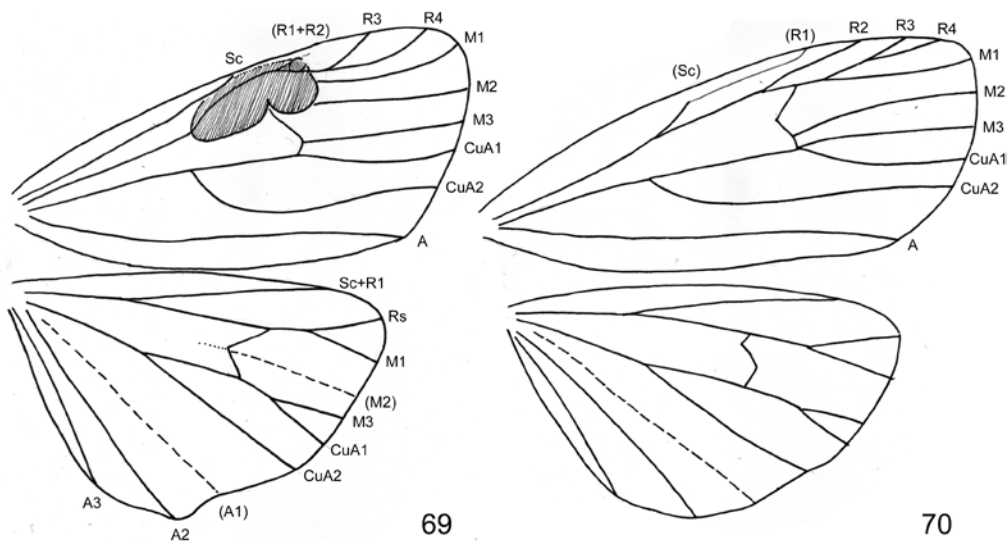 (R1+R2)
R3
R4
Sc
M1
M2
M3
CuA1
CuA2
A
Sc+R1
Rs
M1
(M2)
M3
CuA1
CuA2
(A1)
A2
A3
69
(R1)
R2
R3
R4
(Sc)
M1
M2
M3
CuA1
CuA2
A
70